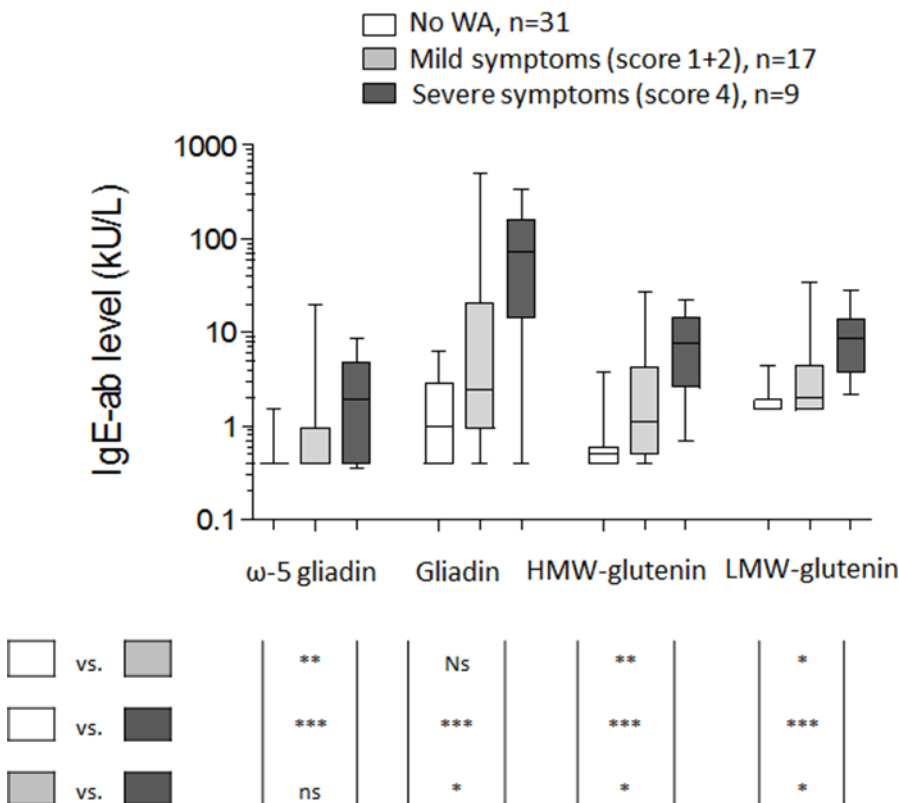 No WA, n=31
Mild symptoms (score 1+2), n=17
Severe symptoms (score 4), n=9
IgE-ab level (kU/L)
1000
100
10
1
0.1
ω-5 gliadin Gliadin HMW-glutenin LMW-glutenin
vs. ** Ns ** *
vs. *** *** *** ***
vs. ns * * *